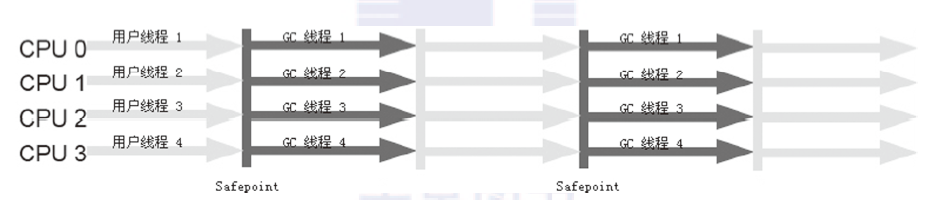 CPU 0 用户线程 1 GC 线程 1 GC 线程 1
CPU 1 用户线程 2 GC 线程 2 GC 线程 2
CPU 2 用户线程 3 GC 线程 3 GC 线程 3
CPU 3 用户线程 4 GC 线程 4 GC 线程 4
Safepoint Safepoint